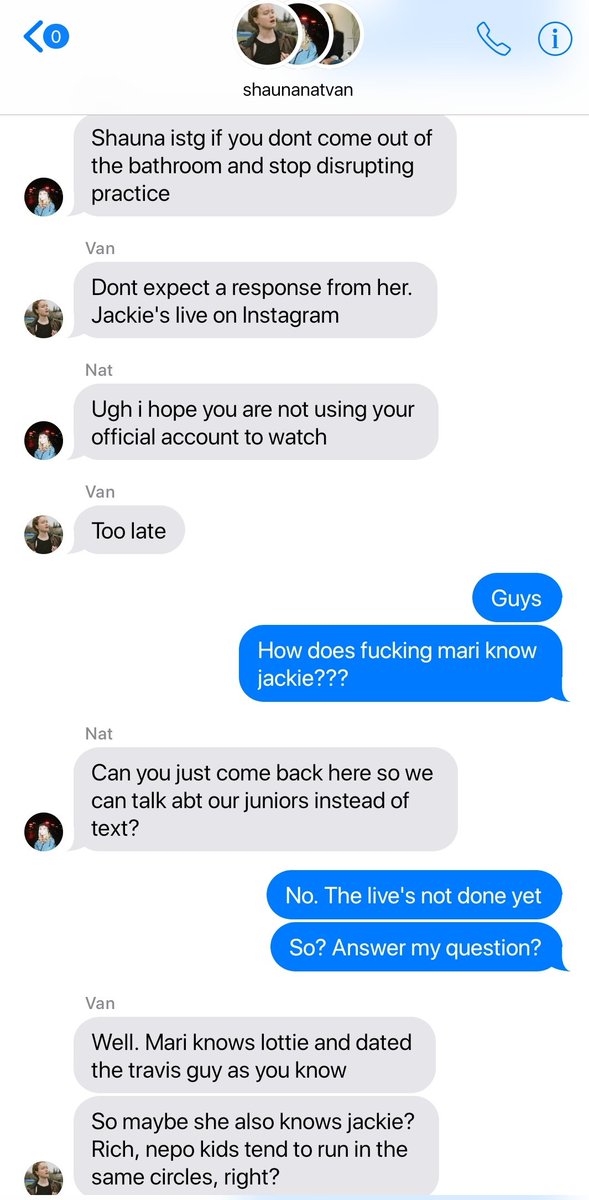 0
shaunanatvan
Shauna istg if you dont come out of
the bathroom and stop disrupting
practice
Van
Dont expect a response from her.
Jackie's live on Instagram
Nat
Ugh i hope you are not using your
official account to watch
Van
Too late
Guys
How does fucking mari know
jackie???
Nat
Can you just come back here so we
can talk abt our juniors instead of
text?
No. The live's not done yet
So? Answer my question?
Van
Well. Mari knows lottie and dated
the travis guy as you know
So maybe she also knows jackie?
Rich, nepo kids tend to run in the
same circles, right?